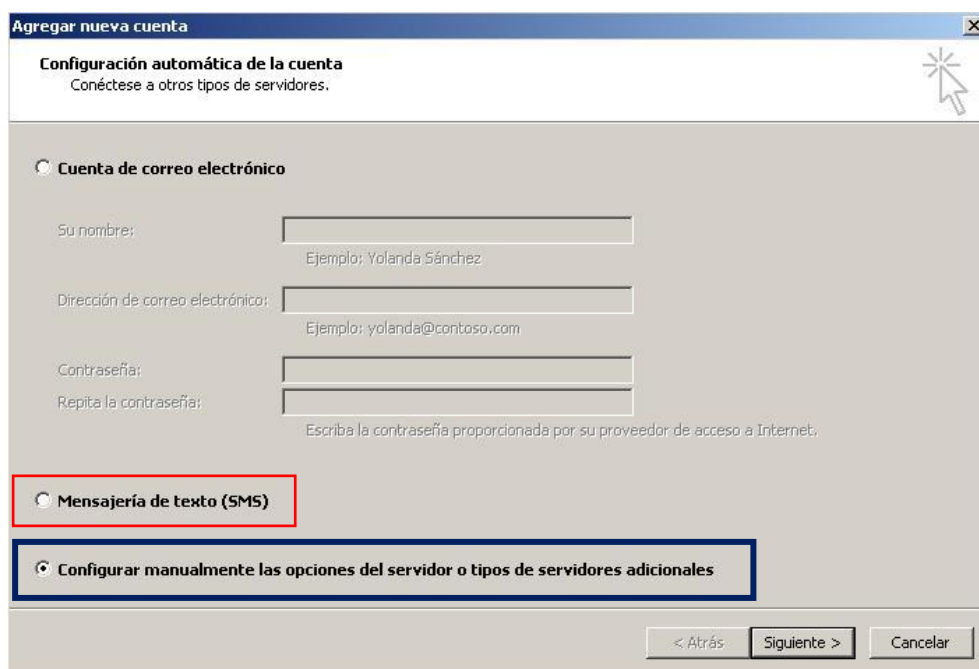 Agregar nueva cuenta
Configuración automática de la cuenta
Conéctese a otros tipos de servidores.
Cuenta de correo electrónico
Su nombre:
Ejemplo: Yolanda Sánchez
Dirección de correo electrónico:
Ejemplo: yolanda@contoso.com
Contraseña:
Repita la contraseña:
Escriba la contraseña proporcionada por su proveedor de acceso a Internet.
Mensajería de texto (SMS)
Configurar manualmente las opciones del servidor o tipos de servidores adicionales
< Atrás Siguiente > Cancelar